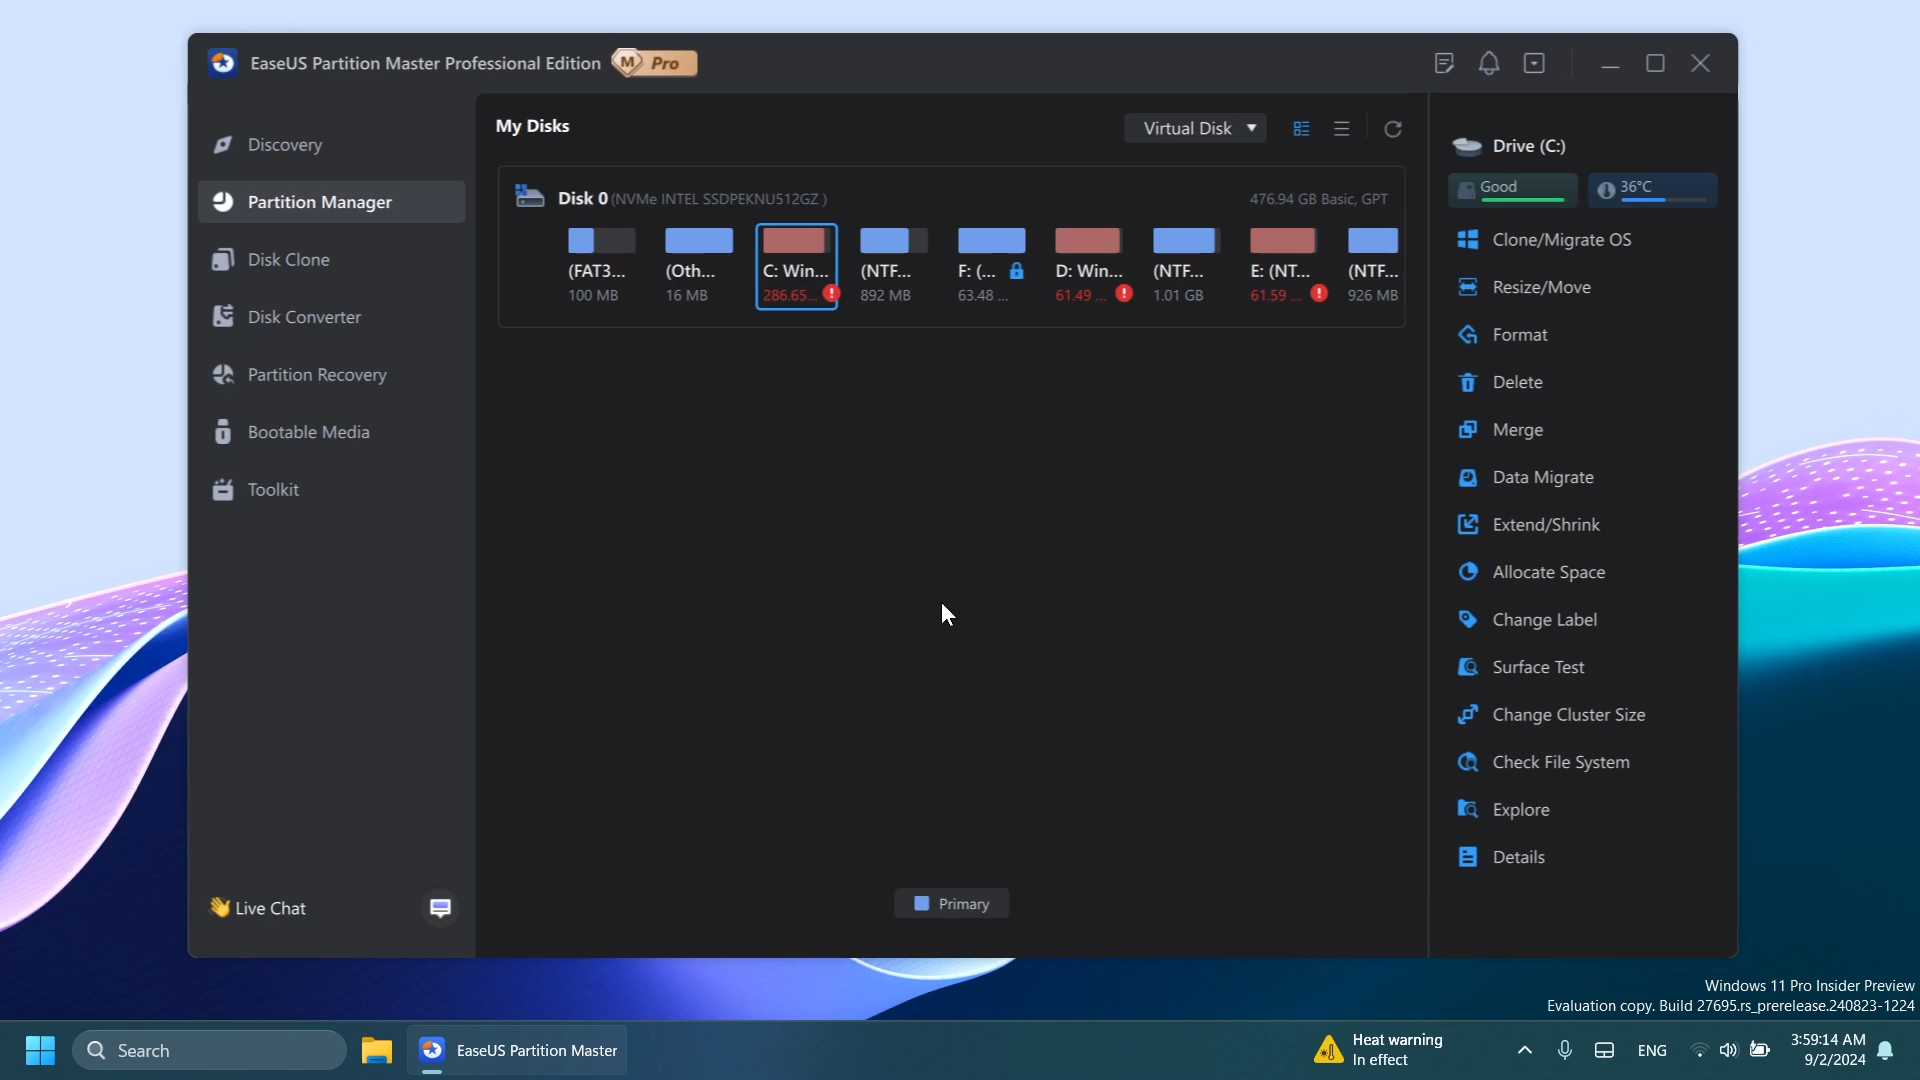 EaseUS Partition Master Professional Edition
M Pro
Discovery
Partition Manager
Disk Clone
Disk Converter
Partition Recovery
Bootable Media
Toolkit
Live Chat
My Disks
Virtual Disk
Disk 0 (NVMe INTEL SSDPEKNU512GZ )
476.94 GB Basic, GPT
(FAT3...
100 MB
(Oth...
16 MB
C: Win...
286.65...
(NTF...
892 MB
F: (...
63.48 ...
D: Win...
61.49 ...
(NTF...
1.01 GB
E: (NT...
61.59 ...
(NTF...
926 MB
Primary
Drive (C:)
Good
36°C
Clone/Migrate OS
Resize/Move
Format
Delete
Merge
Data Migrate
Extend/Shrink
Allocate Space
Change Label
Surface Test
Change Cluster Size
Check File System
Explore
Details
Windows 11 Pro Insider Preview
Evaluation copy. Build 27695.rs_prerelease.240823-1224
Search
EaseUS Partition Master
Heat warning
In effect
ENG
3:59:14 AM
9/2/2024